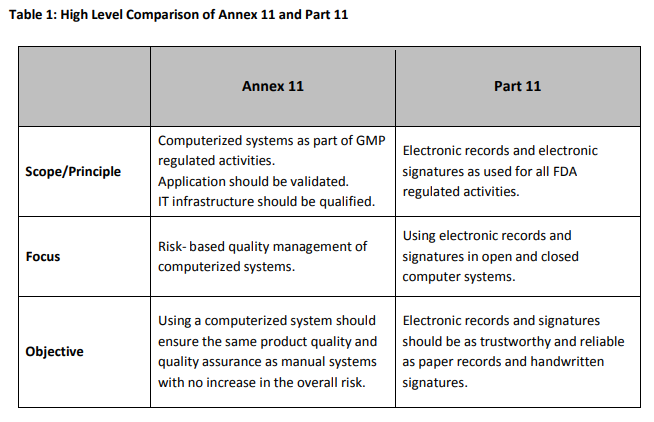 Table 1: High Level Comparison of Annex 11 and Part 11
Annex 11
Part 11
Scope/Principle
Computerized systems as part of GMP
regulated activities.
Application should be validated.
IT infrastructure should be qualified.
Electronic records and electronic
signatures as used for all FDA
regulated activities.
Focus
Risk- based quality management of
computerized systems.
Using electronic records and
signatures in open and closed
computer systems.
Objective
Using a computerized system should
ensure the same product quality and
quality assurance as manual systems
with no increase in the overall risk.
Electronic records and signatures
should be as trustworthy and reliable
as paper records and handwritten
signatures.